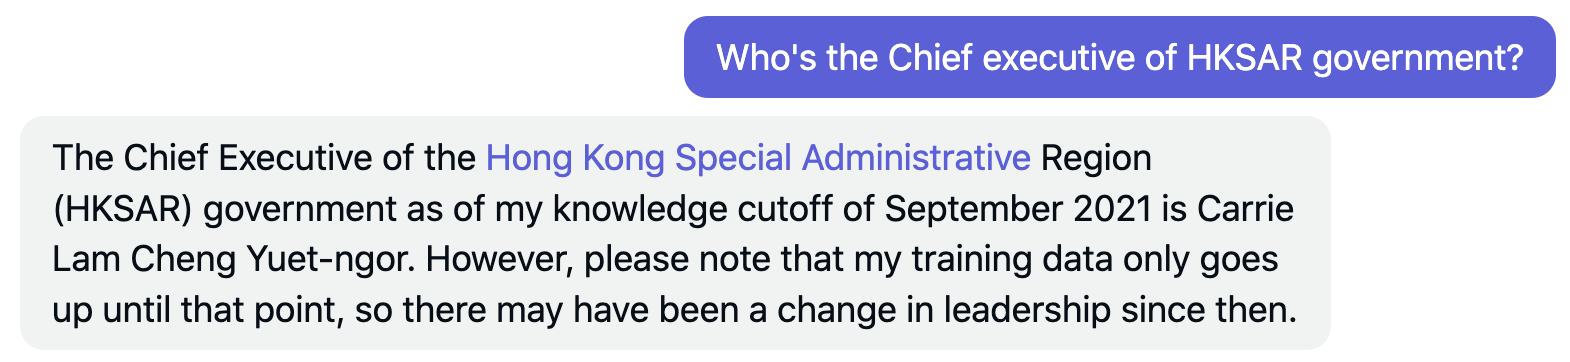 Who's the Chief executive of HKSAR government?
The Chief Executive of the Hong Kong Special Administrative Region
(HKSAR) government as of my knowledge cutoff of September 2021 is Carrie
Lam Cheng Yuet-ngor. However, please note that my training data only goes
up until that point, so there may have been a change in leadership since then.